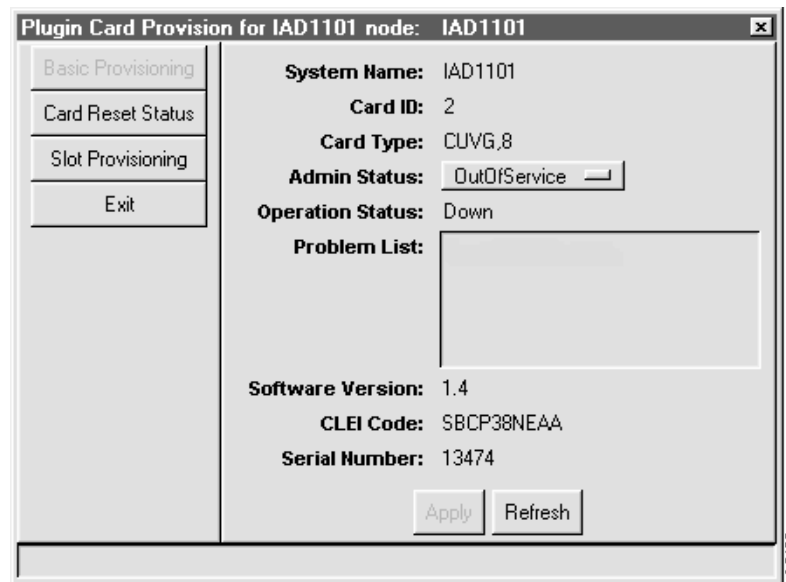 Plugin Card Provision for IAD1101 node: IAD1101
Basic Provisioning
Card Reset Status
Slot Provisioning
Exit
System Name: IAD1101
Card ID: 2
Card Type: CUVG,8
Admin Status: OutOfService
Operation Status: Down
Problem List:
Software Version: 1.4
CLEI Code: SBCP38NEAA
Serial Number: 13474
Apply Refresh